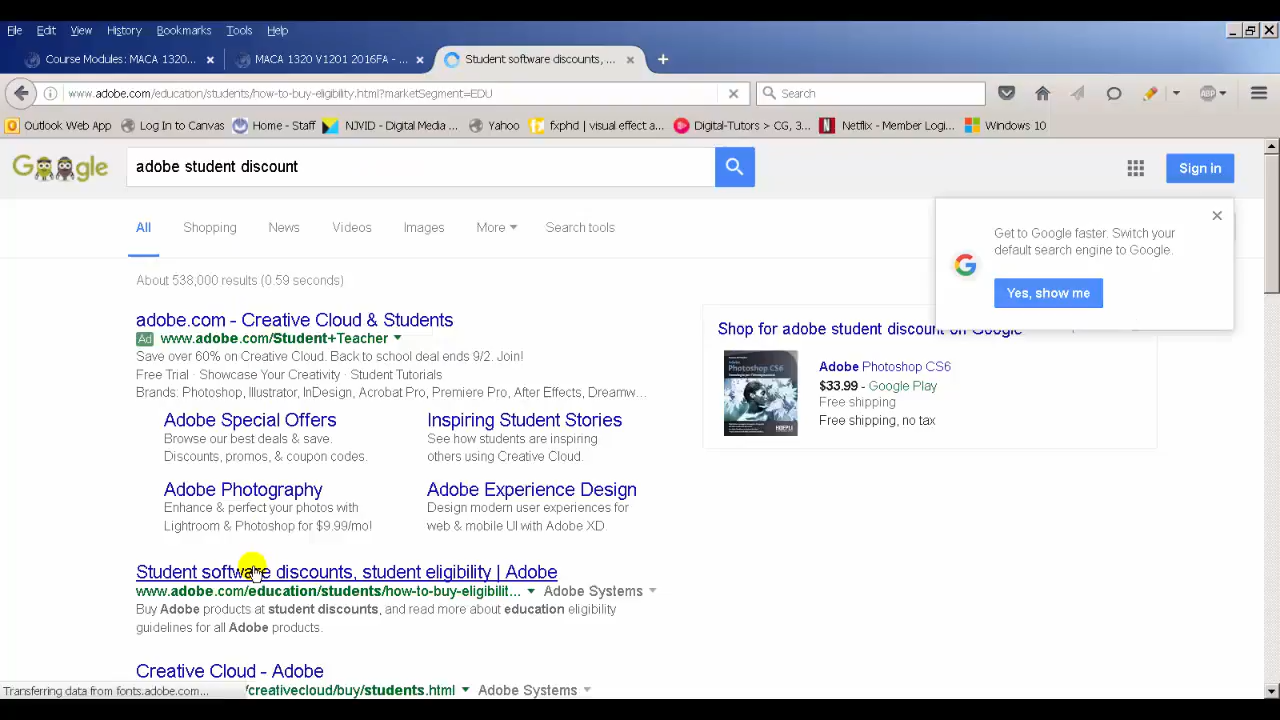 File Edit View History Bookmarks Tools Help
Course Modules: MACA 1320... × MACA 1320 V1201 2016FA - ... × Student software discounts, ... × +
www.adobe.com/education/students/how-to-buy-eligibility.html?marketSegment=EDU Search ABP
Outlook Web App Log In to Canvas Home - Staff NJVID - Digital Media ... Yahoo fxphd | visual effect a... Digital-Tutors > CG, 3... Netflix - Member Logi... Windows 10
Google adobe student discount Sign in
All Shopping News Videos Images More Search tools
Get to Google faster. Switch your
default search engine to Google.
Yes, show me
About 538,000 results (0.59 seconds)
adobe.com - Creative Cloud & Students
Ad www.adobe.com/Student+Teacher
Save over 60% on Creative Cloud. Back to school deal ends 9/2. Join!
Free Trial · Showcase Your Creativity · Student Tutorials
Brands: Photoshop, Illustrator, InDesign, Acrobat Pro, Premiere Pro, After Effects, Dreamw...
Adobe Special Offers
Browse our best deals & save.
Discounts, promos, & coupon codes.
Inspiring Student Stories
See how students are inspiring
others using Creative Cloud.
Adobe Photography
Enhance & perfect your photos with
Lightroom & Photoshop for $9.99/mo!
Adobe Experience Design
Design modern user experiences for
web & mobile UI with Adobe XD
Shop for adobe student discount on Google
Adobe Photoshop CS6
$33.99 - Google Play
Free shipping
Free shipping, no tax
Student software discounts, student eligibility | Adobe
www.adobe.com/education/students/how-to-buy-eligibilit... Adobe Systems
Buy Adobe products at student discounts, and read more about education eligibility
guidelines for all Adobe products.
Creative Cloud - Adobe
/creativecloud/buy/students.html Adobe Systems
Transferring data from fonts.adobe.com...